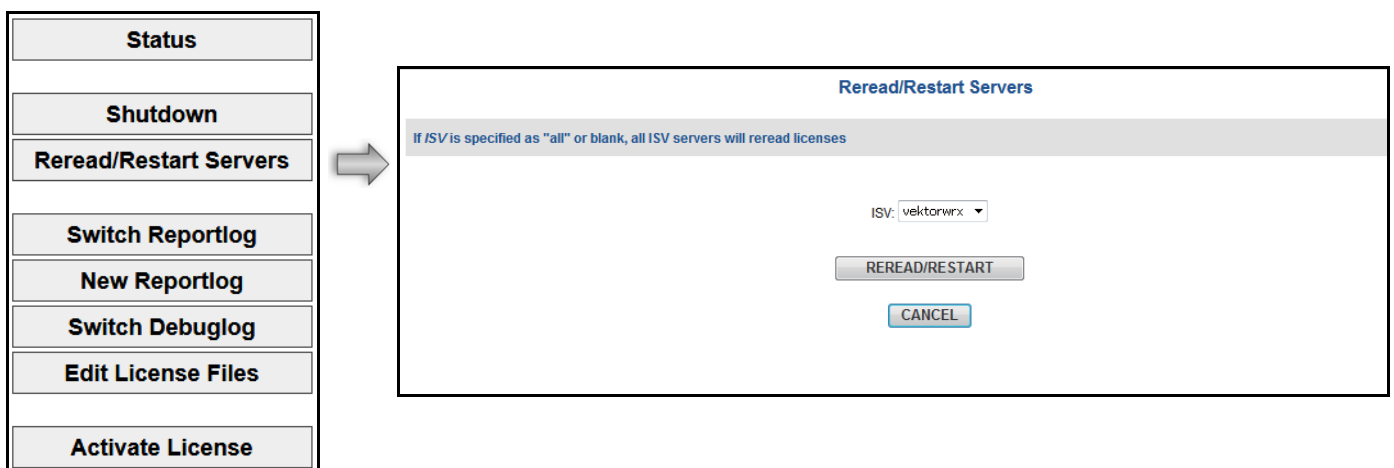 Status
Shutdown
Reread/Restart Servers
Switch Reportlog
New Reportlog
Switch Debuglog
Edit License Files
Activate License
Reread/Restart Servers
If ISV is specified as "all" or blank, all ISV servers will reread licenses
ISV: vektorwrx
REREAD/RESTART
CANCEL